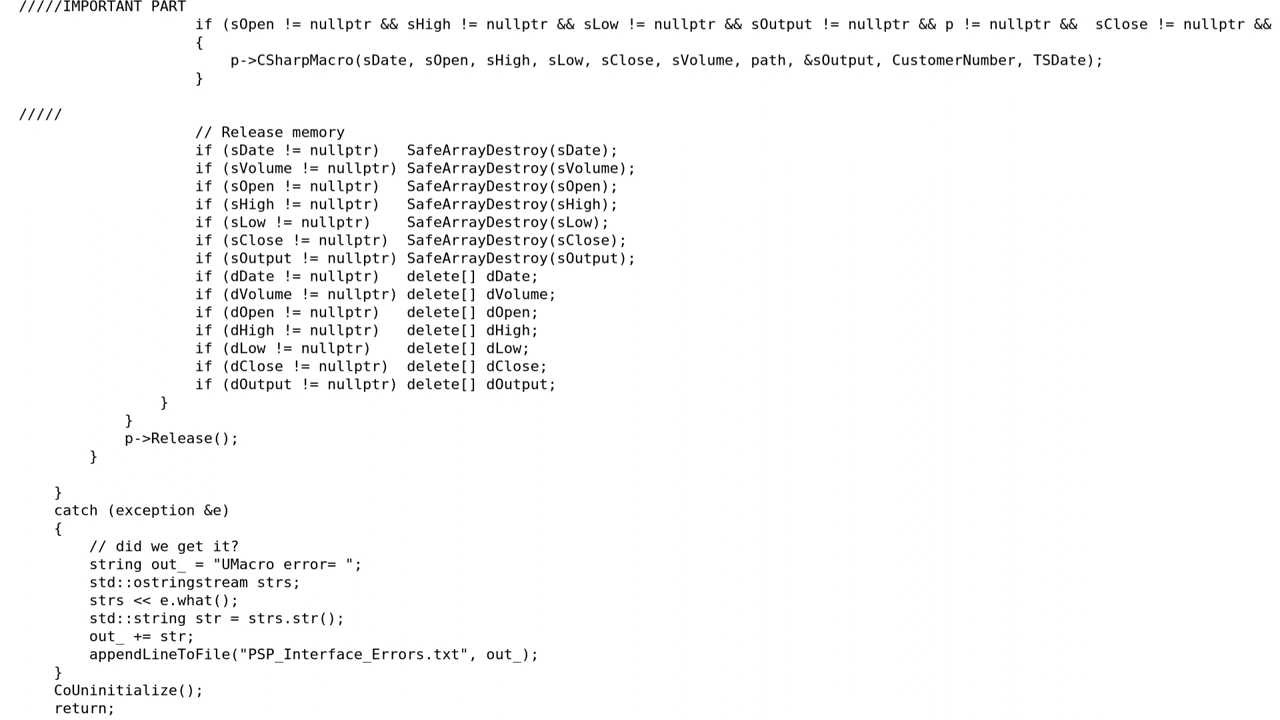 /////IMPORTANT PART
if (sOpen != nullptr && sHigh != nullptr && sLow != nullptr && sOutput != nullptr && p != nullptr &&  sClose != nullptr &&
{
p->CSharpMacro(sDate, sOpen, sHigh, sLow, sClose, sVolume, path, &sOutput, CustomerNumber, TSDate);
}
/////
// Release memory
if (sDate != nullptr)   SafeArrayDestroy(sDate);
if (sVolume != nullptr) SafeArrayDestroy(sVolume);
if (sOpen != nullptr)   SafeArrayDestroy(sOpen);
if (sHigh != nullptr)   SafeArrayDestroy(sHigh);
if (sLow != nullptr)    SafeArrayDestroy(sLow);
if (sClose != nullptr)  SafeArrayDestroy(sClose);
if (sOutput != nullptr) SafeArrayDestroy(sOutput);
if (dDate != nullptr)   delete[] dDate;
if (dVolume != nullptr) delete[] dVolume;
if (dOpen != nullptr)   delete[] dOpen;
if (dHigh != nullptr)   delete[] dHigh;
if (dLow != nullptr)    delete[] dLow;
if (dClose != nullptr)  delete[] dClose;
if (dOutput != nullptr) delete[] dOutput;
}
}
p->Release();
}
}
catch (exception &e)
{
// did we get it?
string out_ = "UMacro error= ";
std::ostringstream strs;
strs << e.what();
std::string str = strs.str();
out_ += str;
appendLineToFile("PSP_Interface_Errors.txt", out_);
}
CoUninitialize();
return;